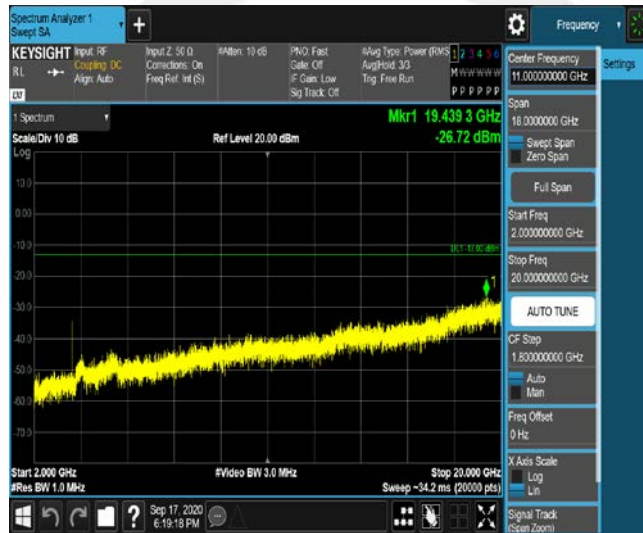 Spectrum Analyzer 1
Swept SA
+
Frequency
KEYSIGHT
RL
Input: RF
Coupling: DC
Align: Auto
Input Z: 50 Ω
Corrections: On
Freq Ref: Int (S)
#Atten: 10 dB
PNO: Fast
Gate: Off
IF Gain: Low
Sig Track: Off
#Avg Type: Power (RMS
Avg|Hold: 3/3
Trig: Free Run
1 2 3 4 5 6
M W W W W W
P P P P P P
Center Frequency
11.000000000 GHz
Settings
Span
18.0000000 GHz
Swept Span
Zero Span
Full Span
Start Freq
2.000000000 GHz
Stop Freq
20.000000000 GHz
AUTO TUNE
CF Step
1.800000000 GHz
Auto
Man
Freq Offset
0 Hz
X Axis Scale
Log
Lin
Signal Track
(Span Zoom)
1 Spectrum
Scale/Div 10 dB
Log
Ref Level 20.00 dBm
Mkr1 19.439 3 GHz
-26.72 dBm
10.0
0.00
-10.0
DL1 -13.00 dBm
1
-30.0
-40.0
-50.0
-60.0
-70.0
Start 2.000 GHz
#Res BW 1.0 MHz
#Video BW 3.0 MHz
Stop 20.000 GHz
Sweep ~34.2 ms (20000 pts)
?
Sep 17, 2020
6:19:18 PM